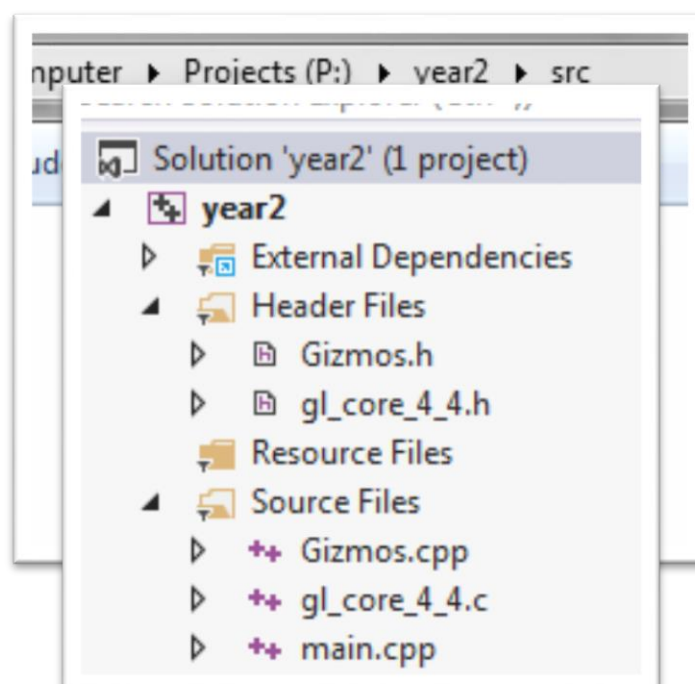 Projects (P:) year2 src
Solution 'year2' (1 project)
year2
External Dependencies
Header Files
Gizmos.h
gl_core_4_4.h
Resource Files
Source Files
Gizmos.cpp
gl_core_4_4.c
main.cpp